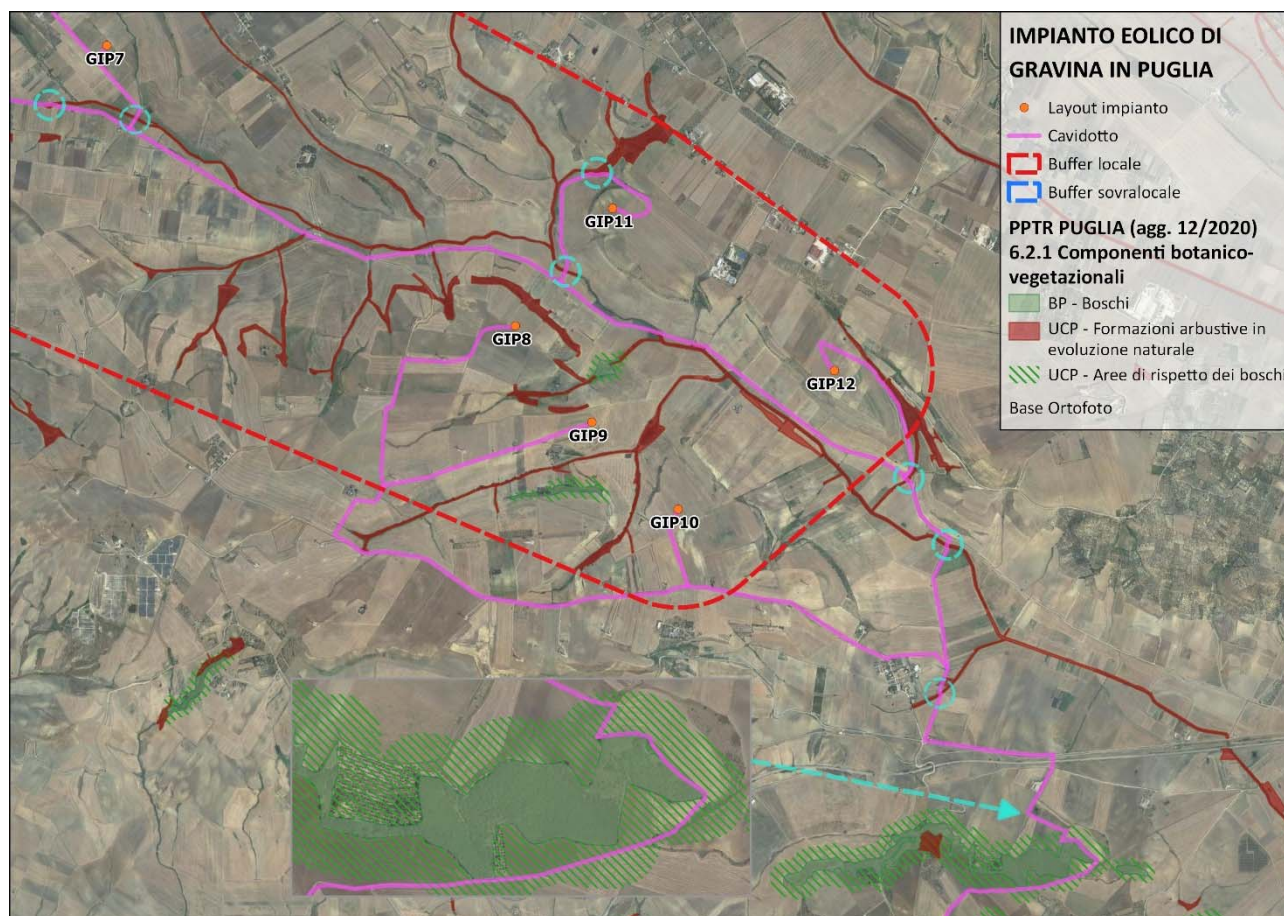 IMPIANTO EOLICO DI
GRAVINA IN PUGLIA
Layout impianto
Cavidotto
Buffer locale
Buffer sovralocale
PPTR PUGLIA (agg. 12/2020)
6.2.1 Componenti botanico-
vegetazionali
BP - Boschi
UCP - Formazioni arbustive in
evoluzione naturale
UCP - Aree di rispetto dei boschi
Base Ortofoto
GIP7
GIP11
GIP8
GIP12
GIP9
GIP10